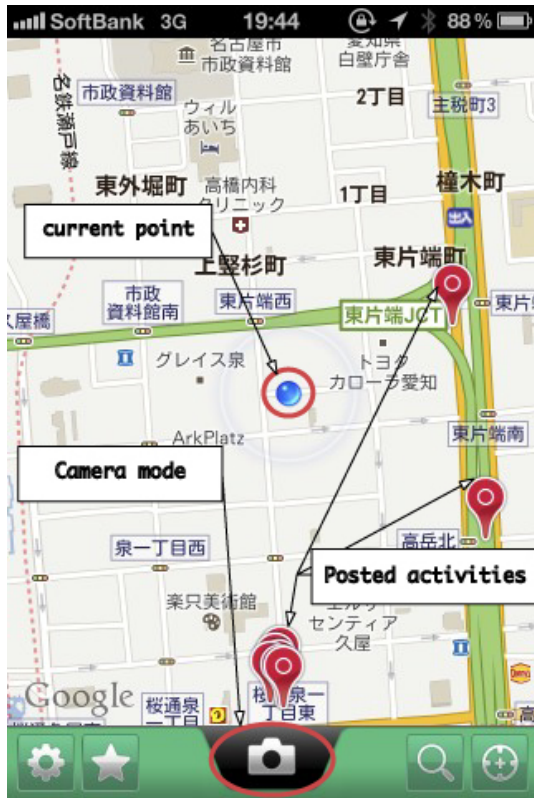 SoftBank 3G 19:44 88%
名古屋市
市政資料館
愛知県
白壁庁舎
名鉄瀬戸線
市政資料館
ウィル
あいち
2丁目
主税町3
東外堀町
高橋内科
クリニック
1丁目
橦木町
出入
current point
上竪杉町
東片端町
市政
資料館南
東片端西
東片端JCT
久屋橋
グレイス泉
トヨタ
カローラ愛知
ArkPlatz
東片端南
Camera mode
泉一丁目西
高岳北
Posted activities
楽只美術館
センティア
久屋
Google
桜通泉
一丁目
丁目東
Denny's